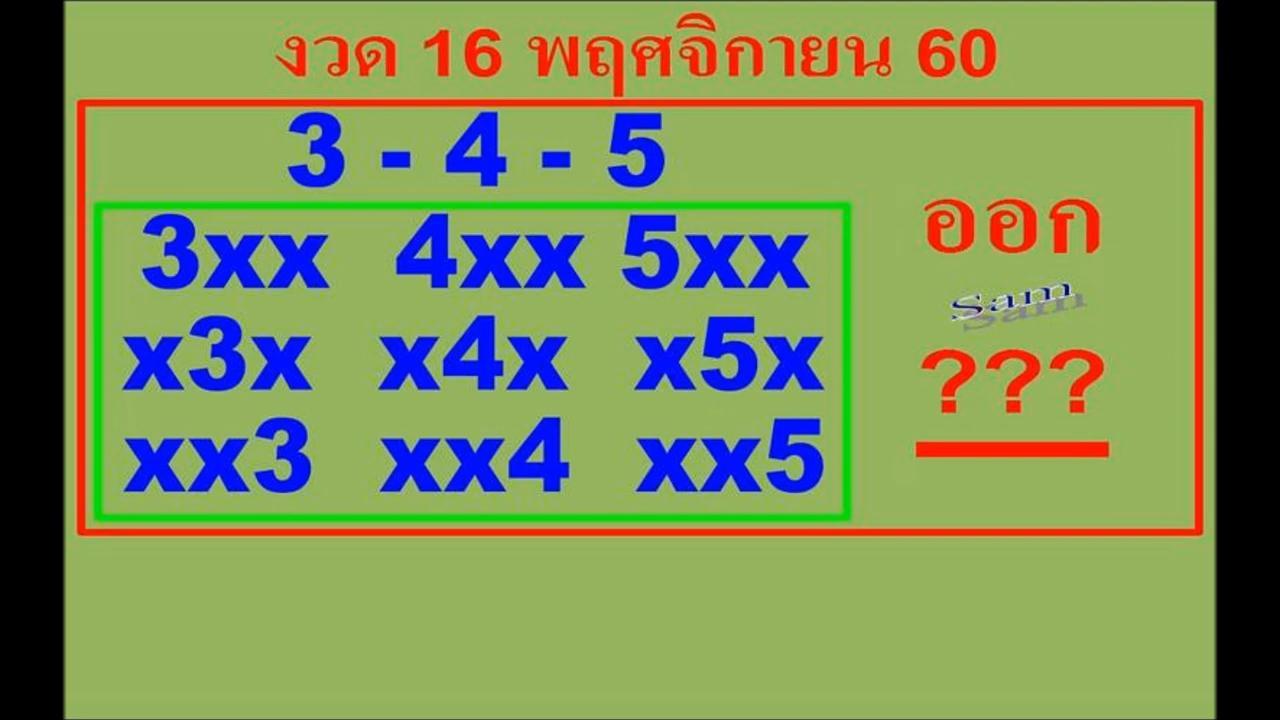 งวด 16 พฤศจิกายน 60
3 - 4 - 5
3xx 4xx 5xx
x3x x4x x5x
xx3 xx4 xx5
ออก
Sam
???